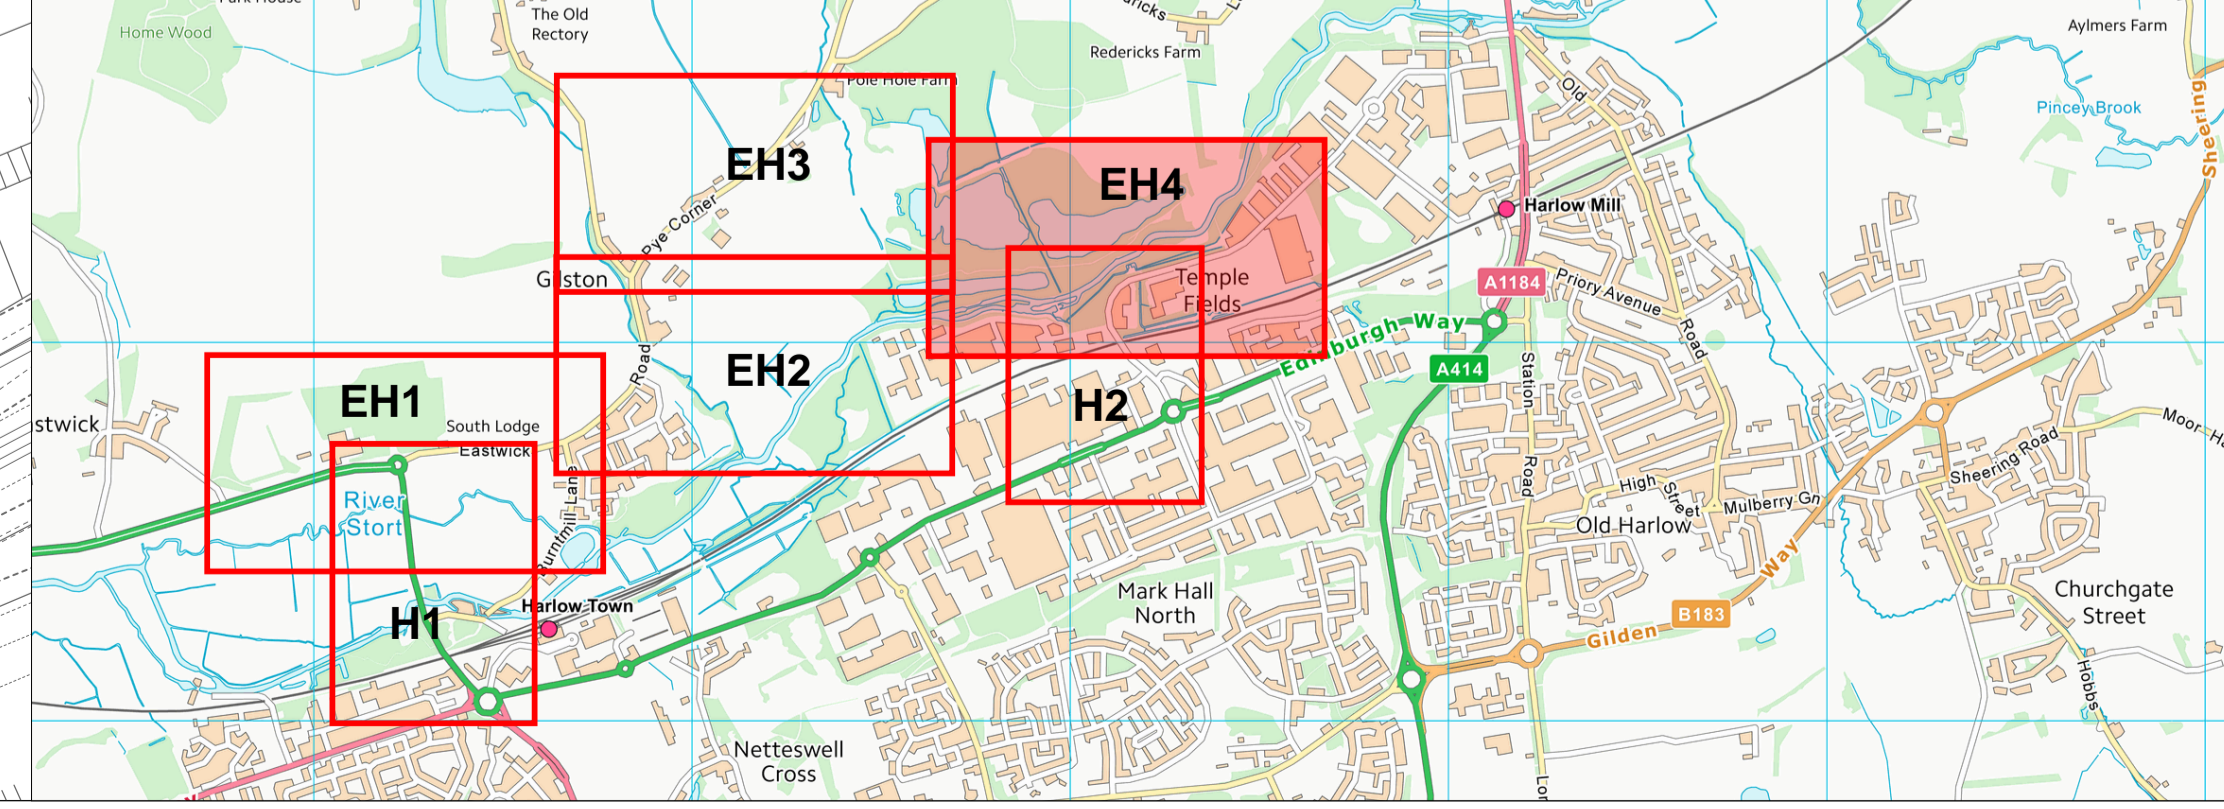 Home Wood
The Old
Rectory
Redericks Farm
Aylmers Farm
Pole Hole Farm
Old
Pincey Brook
Sheering
EH3
EH4
Pye Corner
Harlow Mill
Gilston
Temple
Fields
A1184
Priory Avenue
Edinburgh Way
Road
EH2
Road
A414
Station
EH1
H2
stwick
South Lodge
Eastwick
Road
High Street
Mulberry Gn
Sheering Road
River
Stort
Old Harlow
Burntmill Lane
Way
Harlow Town
H1
Mark Hall
North
B183
Gilden
Churchgate
Street
Hobbs
Netteswell
Cross